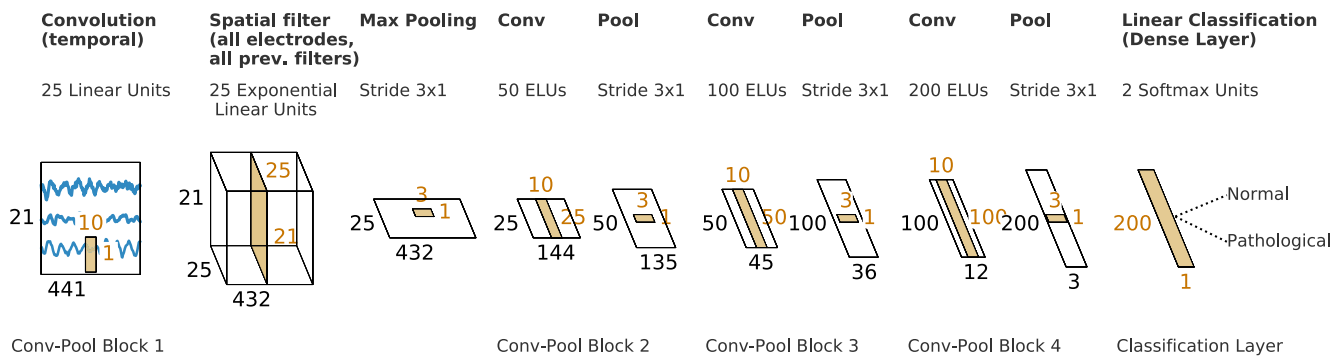 Convolution
(temporal)
Spatial filter
(all electrodes,
all prev. filters)
Max Pooling
Conv
Pool
Conv
Pool
Conv
Pool
Linear Classification
(Dense Layer)
25 Linear Units
25 Exponential
Linear Units
Stride 3x1
50 ELUs
Stride 3x1
100 ELUs
Stride 3x1
200 ELUs
Stride 3x1
2 Softmax Units
21
10
1
441
21
25
21
25
432
25
3
1
432
25
10
25
144
50
3
1
135
50
10
50
45
100
3
1
36
100
10
100
12
200
3
1
3
200
1
Normal
Pathological
Conv-Pool Block 1
Conv-Pool Block 2
Conv-Pool Block 3
Conv-Pool Block 4
Classification Layer